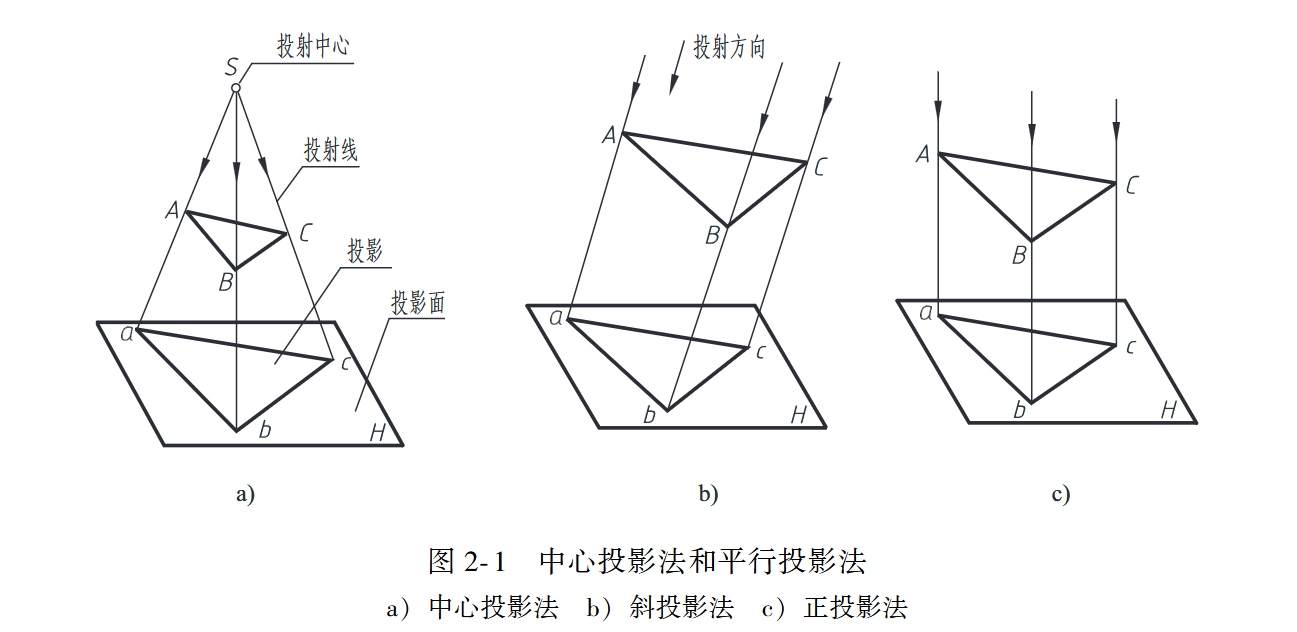 投射中心
S
投射线
A
C
B
投影
投影面
a
c
b
H
a)
投射方向
A
C
B
a
c
b
H
b)
A
C
B
a
c
b
H
c)
图 2-1 中心投影法和平行投影法
a) 中心投影法 b) 斜投影法 c) 正投影法